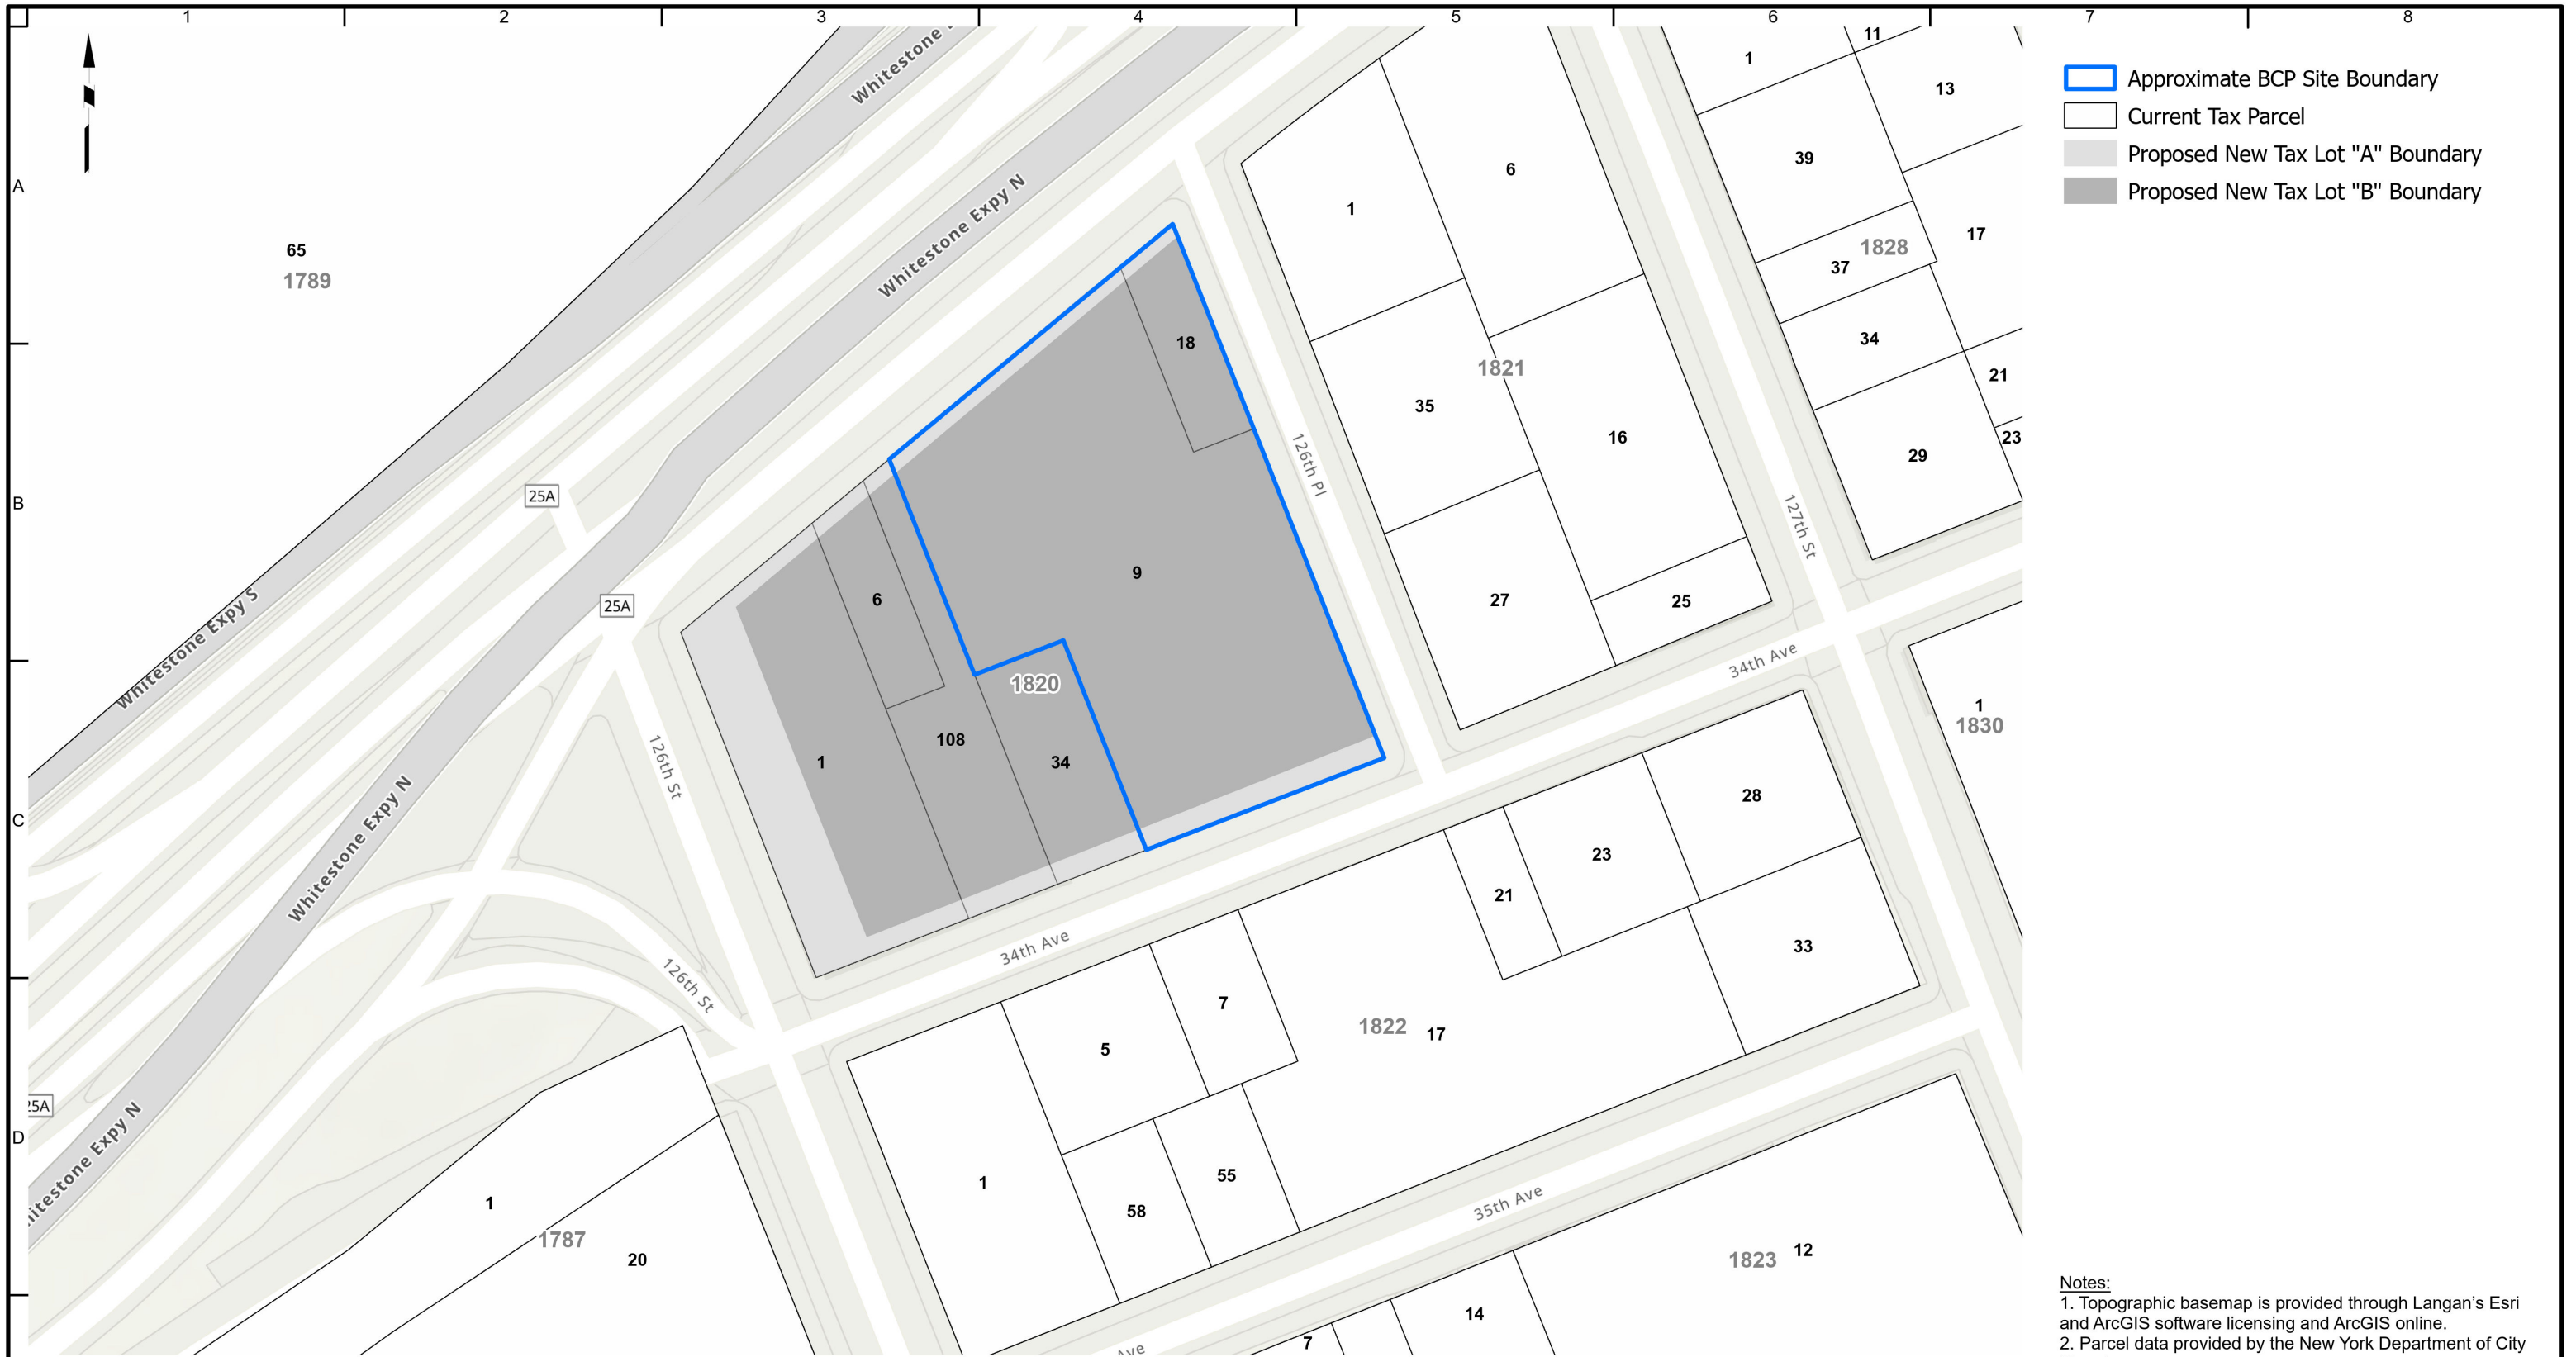 1 2 3 4 5 6 7 8
A
B
C
D
Approximate BCP Site Boundary
Current Tax Parcel
Proposed New Tax Lot "A" Boundary
Proposed New Tax Lot "B" Boundary
Whitestone
Whitestone Expy N
65
1789
1
11
13
39
17
37
1828
34
21
23
29
1
6
35
1821
16
27
25
18
9
6
1820
1
108
34
25A
25A
25A
Whitestone Expy S
Whitestone Expy N
Expy N
126th Pl
127th St
126th St
126th St
34th Ave
34th Ave
35th Ave
Ave
1
1830
28
23
21
33
7
5
1822
17
1
55
58
1
1787
20
1823
12
14
7
Notes:
1. Topographic basemap is provided through Langan's Esri
and ArcGIS software licensing and ArcGIS online.
2. Parcel data provided by the New York Department of City